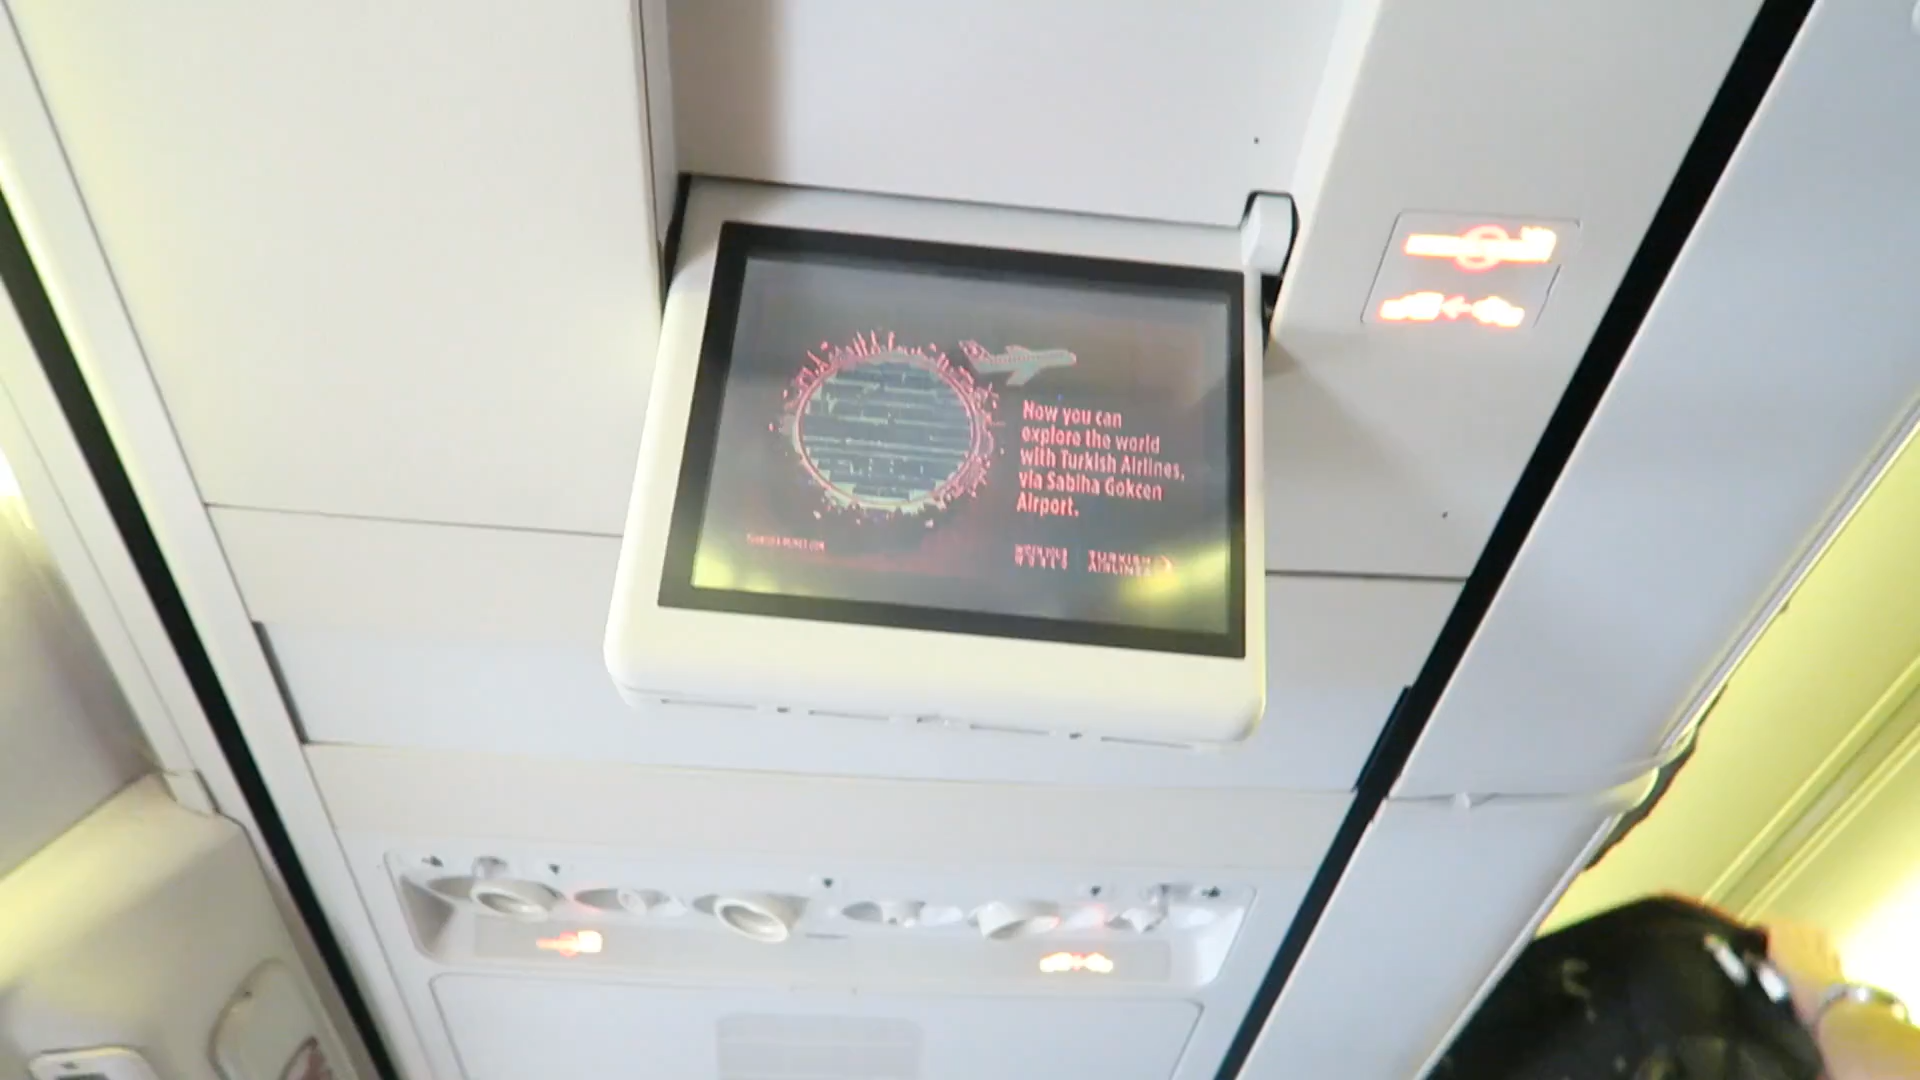 Now you can
explore the world
with Turkish Airlines,
via Sabiha Gokcen
Airport.
TURKISH
AIRLINES